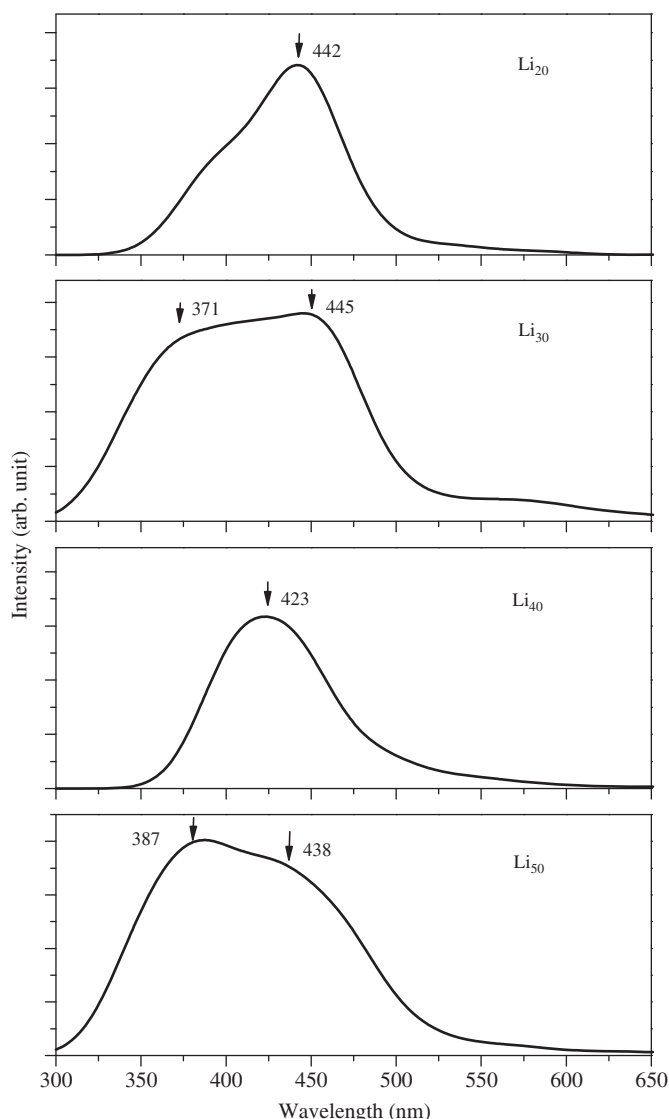 442
Li₂₀
371
445
Li₃₀
423
Li₄₀
387
438
Li₅₀
Intensity (arb. unit)
300 350 400 450 500 550 600 650
Wavelength (nm)